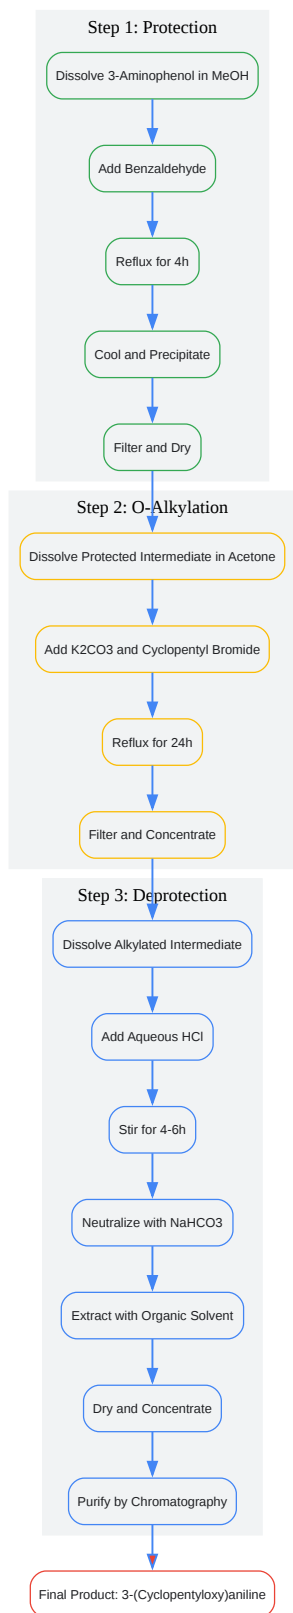 Step 1: Protection
Dissolve 3-Aminophenol in MeOH
Add Benzaldehyde
Reflux for 4h
Cool and Precipitate
Filter and Dry
Step 2: O-Alkylation
Dissolve Protected Intermediate in Acetone
Add K2CO3 and Cyclopentyl Bromide
Reflux for 24h
Filter and Concentrate
Step 3: Deprotection
Dissolve Alkylated Intermediate
Add Aqueous HCl
Stir for 4-6h
Neutralize with NaHCO3
Extract with Organic Solvent
Dry and Concentrate
Purify by Chromatography
Final Product: 3-(Cyclopentyloxy)aniline